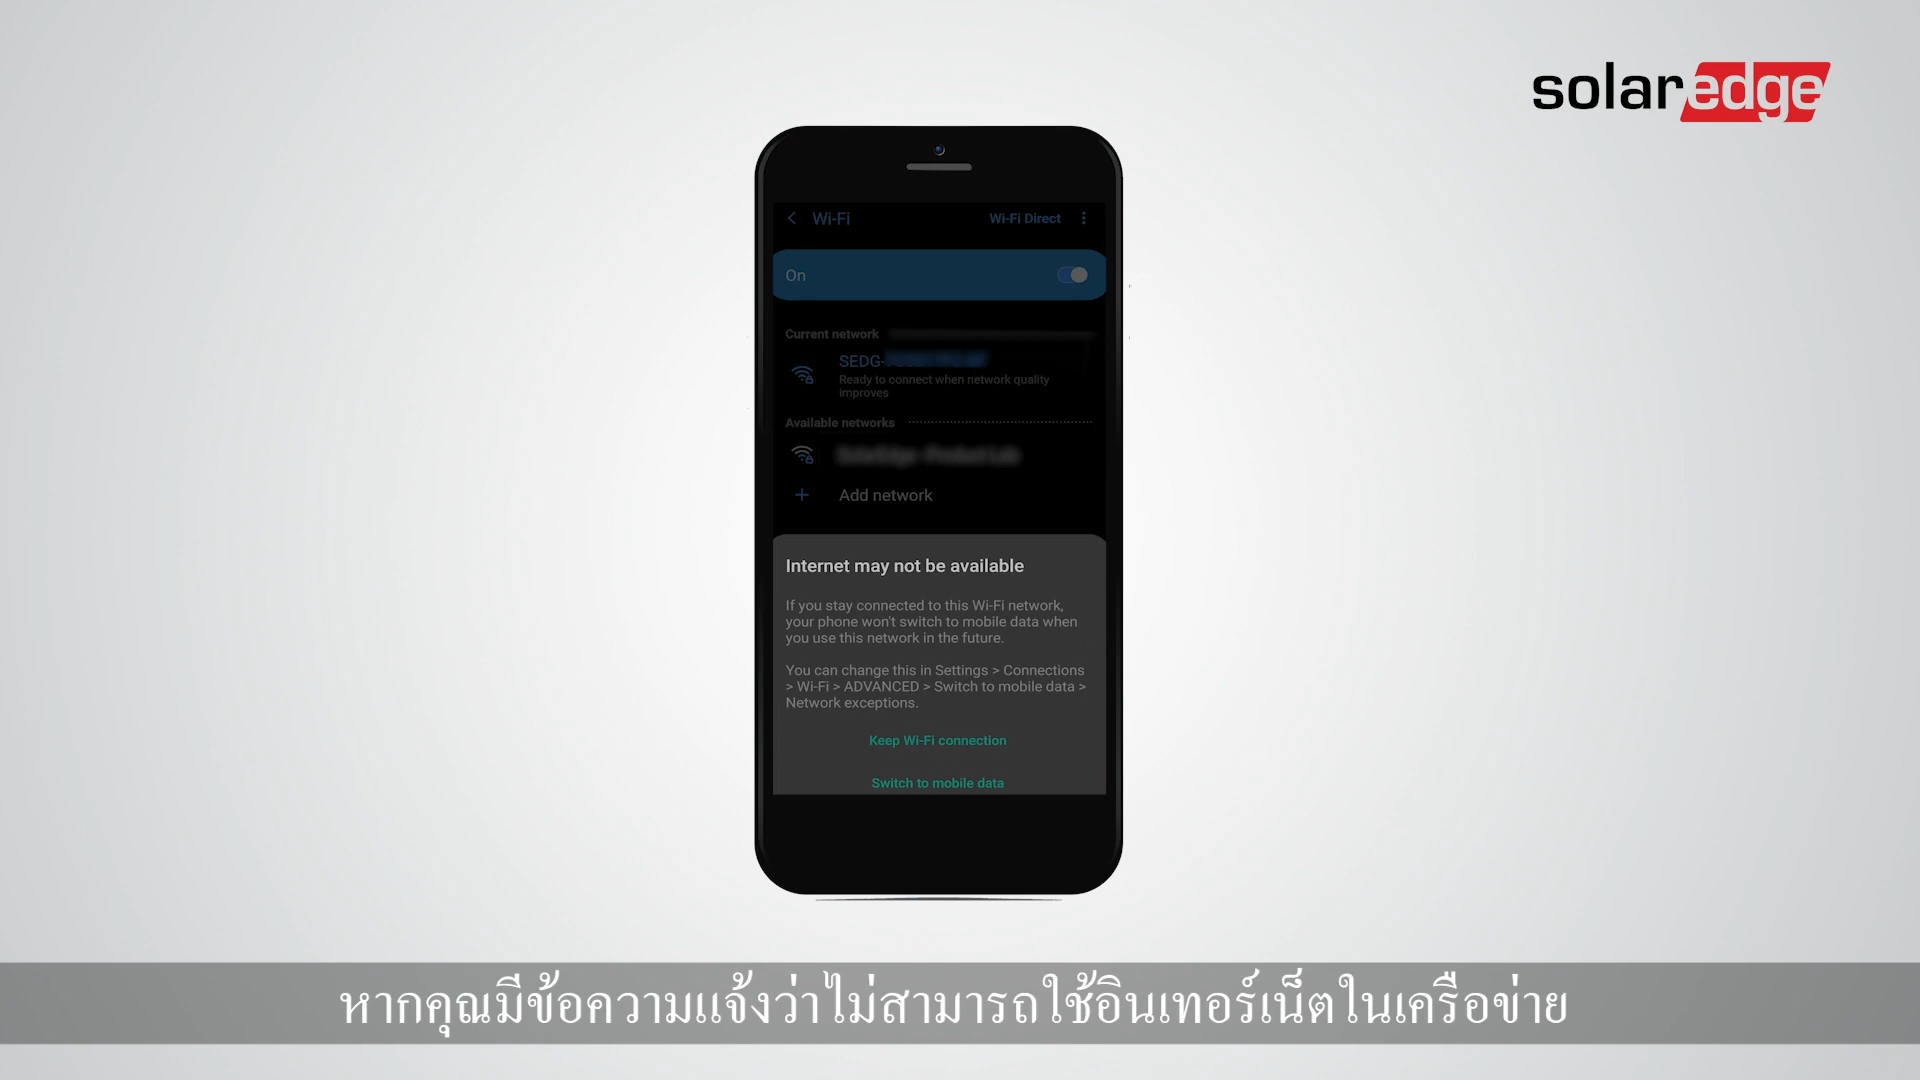 solaredge
Wi-Fi
Wi-Fi Direct
On
Current network
SEDG-
Ready to connect when network quality
improves
Available networks
Add network
Internet may not be available
If you stay connected to this Wi-Fi network,
your phone won't switch to mobile data when
you use this network in the future.
You can change this in Settings > Connections
> Wi-Fi > ADVANCED > Switch to mobile data >
Network exceptions.
Keep Wi-Fi connection
Switch to mobile data
หากคุณมีข้อความแจ้งว่าไม่สามารถใช้อินเทอร์เน็ตในเครือข่าย